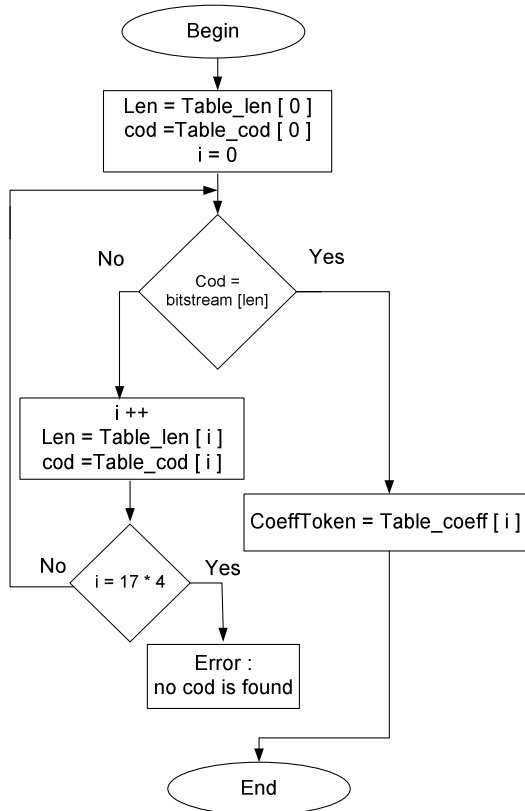 Begin
Len = Table_len [ 0 ]
cod =Table_cod [ 0 ]
i = 0
No
Yes
Cod =
bitstream [len]
i ++
Len = Table_len [ i ]
cod =Table_cod [ i ]
CoeffToken = Table_coeff [ i ]
No
Yes
i = 17 * 4
Error :
no cod is found
End